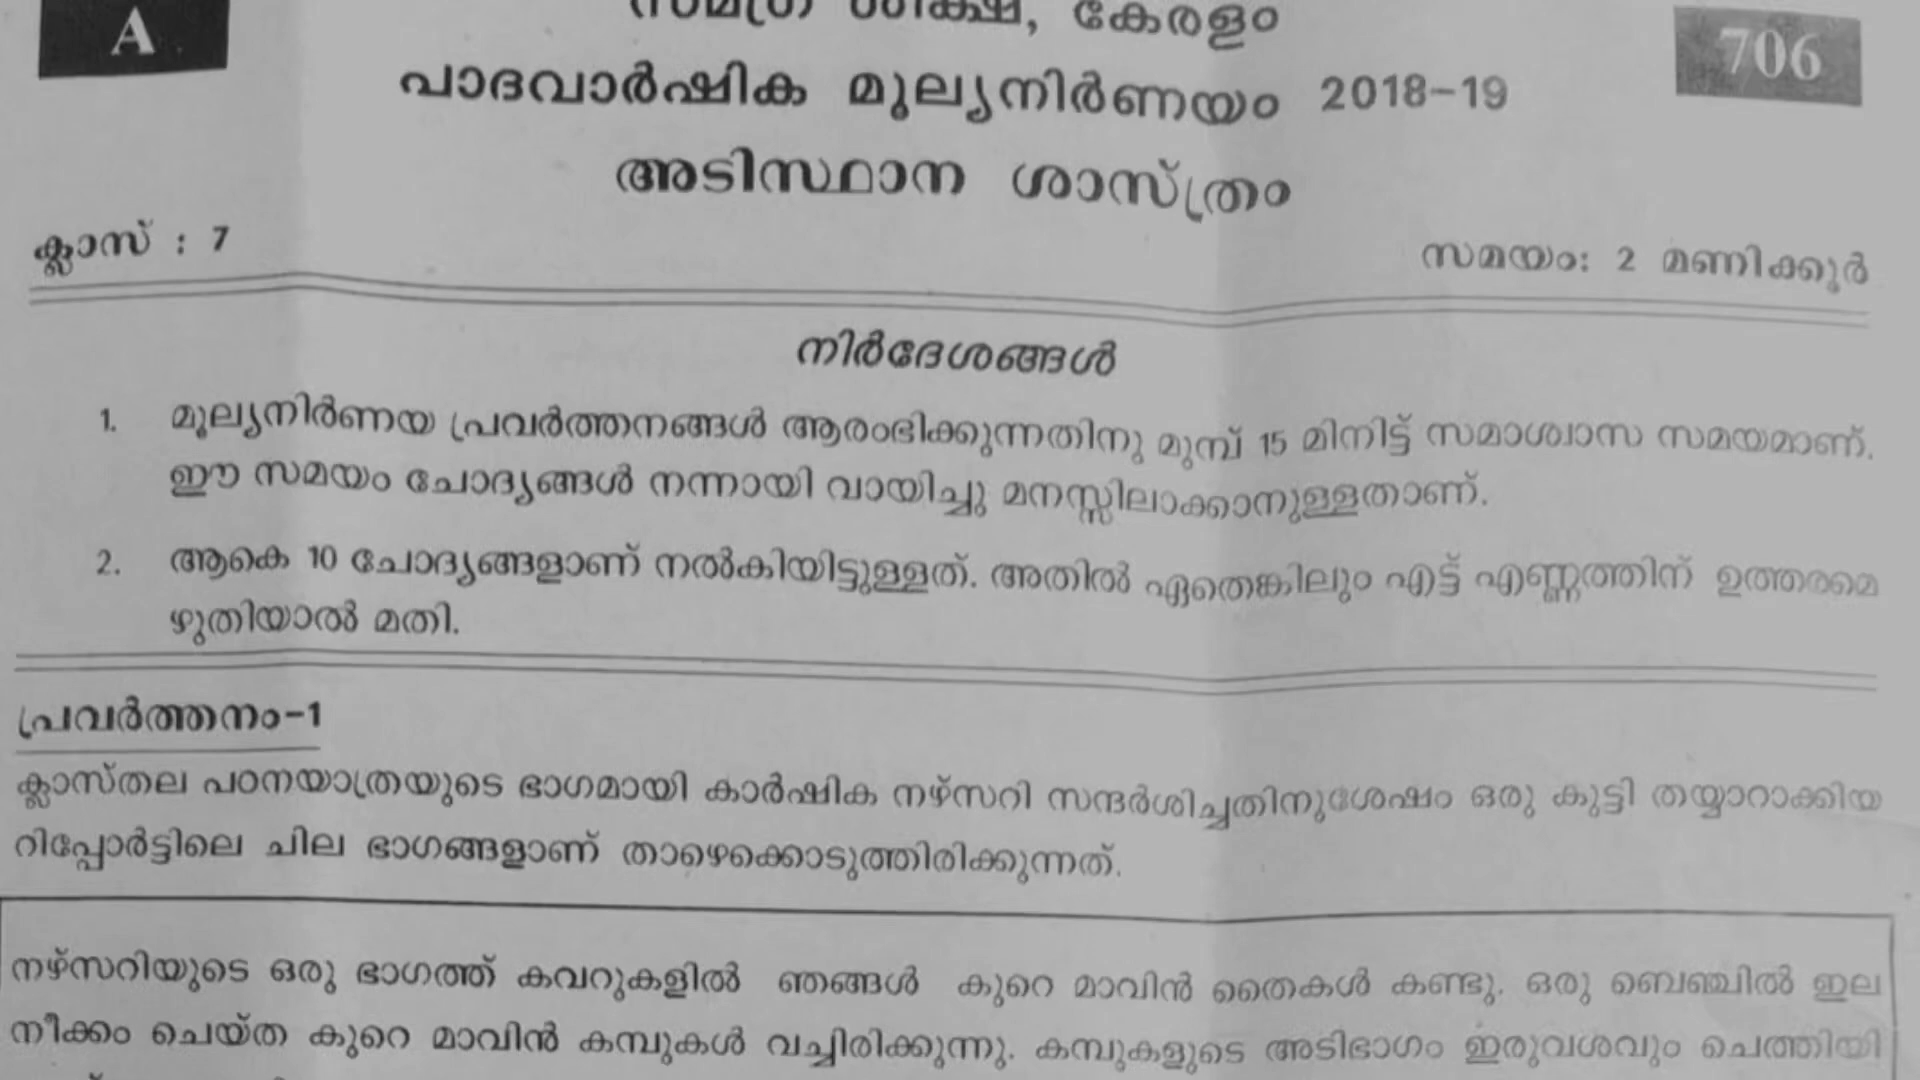 A
സമഗ്ര ശിക്ഷ, കേരളം
706
പാദവാർഷിക മൂല്യനിർണയം 2018-19
അടിസ്ഥാന ശാസ്ത്രം
ക്ലാസ് : 7
സമയം: 2 മണിക്കൂർ
നിർദേശങ്ങൾ
1. മൂല്യനിർണയ പ്രവർത്തനങ്ങൾ ആരംഭിക്കുന്നതിനു മുമ്പ് 15 മിനിട്ട് സമാശ്വാസ സമയമാണ്.
ഈ സമയം ചോദ്യങ്ങൾ നന്നായി വായിച്ചു മനസ്സിലാക്കാനുള്ളതാണ്.
2. ആകെ 10 ചോദ്യങ്ങളാണ് നൽകിയിട്ടുള്ളത്. അതിൽ ഏതെങ്കിലും എട്ട് എണ്ണത്തിന് ഉത്തരമെ
ഴുതിയാൽ മതി.
പ്രവർത്തനം-1
ക്ലാസ്തല പഠനയാത്രയുടെ ഭാഗമായി കാർഷിക നഴ്സറി സന്ദർശിച്ചതിനുശേഷം ഒരു കുട്ടി തയ്യാറാക്കിയ
റിപ്പോർട്ടിലെ ചില ഭാഗങ്ങളാണ് താഴെക്കൊടുത്തിരിക്കുന്നത്.
നഴ്സറിയുടെ ഒരു ഭാഗത്ത് കവറുകളിൽ ഞങ്ങൾ കുറെ മാവിൻ തൈകൾ കണ്ടു. ഒരു ബെഞ്ചിൽ ഇല
നീക്കം ചെയ്ത കുറെ മാവിൻ കമ്പുകൾ വച്ചിരിക്കുന്നു. കമ്പുകളുടെ അടിഭാഗം ഇരുവശവും ചെത്തിയി